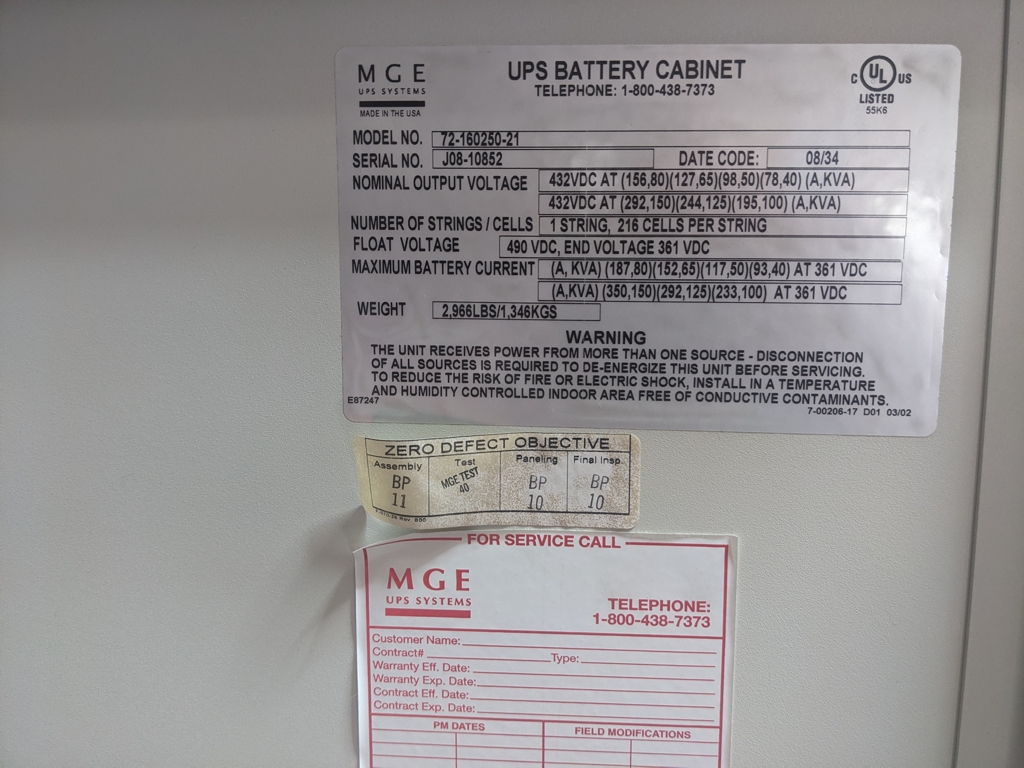 MGE
UPS SYSTEMS
MADE IN THE USA
UPS BATTERY CABINET
TELEPHONE: 1-800-438-7373
C UL US
LISTED
55K6
MODEL NO. 72-160250-21
SERIAL NO. J08-10852 DATE CODE: 08/34
NOMINAL OUTPUT VOLTAGE 432VDC AT (156,80)(127,65)(98,50)(78,40) (A,KVA)
432VDC AT (292,150)(244,125)(195,100) (A,KVA)
NUMBER OF STRINGS / CELLS 1 STRING, 216 CELLS PER STRING
FLOAT VOLTAGE 490 VDC, END VOLTAGE 361 VDC
MAXIMUM BATTERY CURRENT (A, KVA) (187,80)(152,65)(117,50)(93,40) AT 361 VDC
(A,KVA) (350,150)(292,125)(233,100) AT 361 VDC
WEIGHT 2,966LBS/1,346KGS
WARNING
THE UNIT RECEIVES POWER FROM MORE THAN ONE SOURCE - DISCONNECTION
OF ALL SOURCES IS REQUIRED TO DE-ENERGIZE THIS UNIT BEFORE SERVICING.
TO REDUCE THE RISK OF FIRE OR ELECTRIC SHOCK, INSTALL IN A TEMPERATURE
AND HUMIDITY CONTROLLED INDOOR AREA FREE OF CONDUCTIVE CONTAMINANTS.
E87247
7-00206-17 D01 03/02
ZERO DEFECT OBJECTIVE
Assembly Test Paneling Final Insp.
BP MGE TEST BP BP
11 40 10 10
FOR SERVICE CALL
MGE
UPS SYSTEMS
TELEPHONE:
1-800-438-7373
Customer Name:
Contract# Type:
Warranty Eff. Date:
Warranty Exp. Date:
Contract Eff. Date:
Contract Exp. Date:
PM DATES FIELD MODIFICATIONS